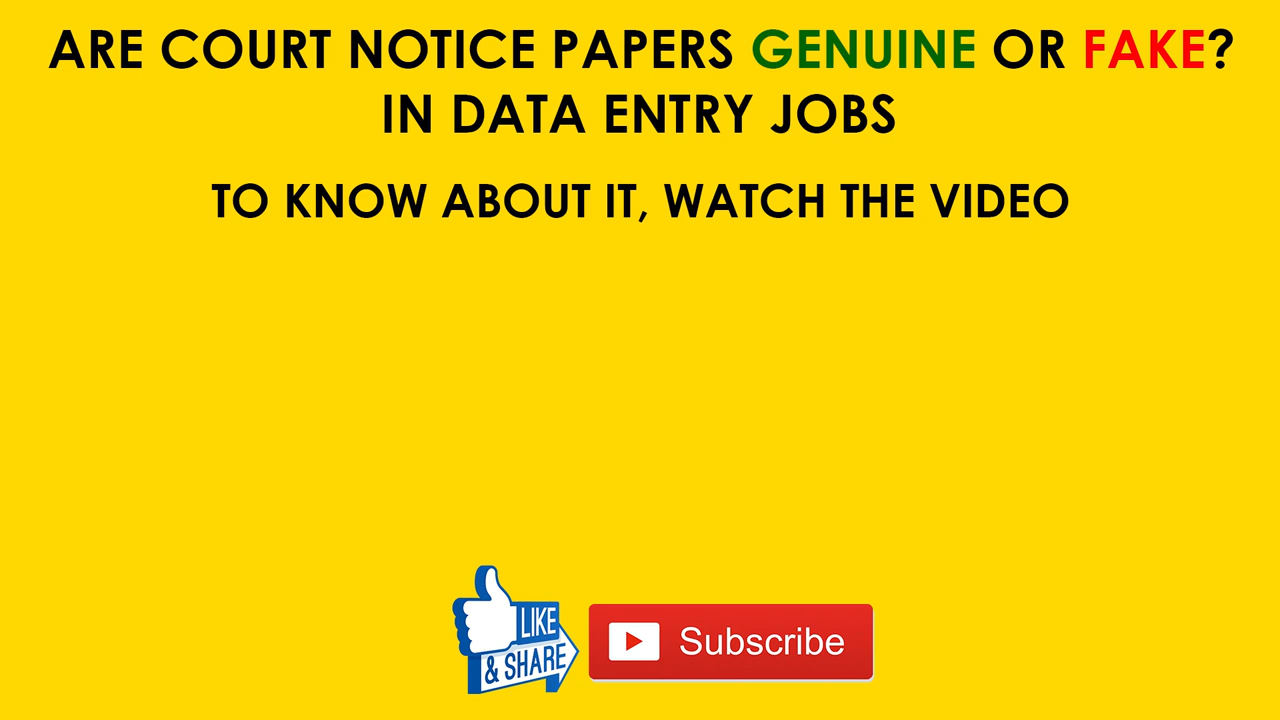 ARE COURT NOTICE PAPERS GENUINE OR FAKE?
IN DATA ENTRY JOBS
TO KNOW ABOUT IT, WATCH THE VIDEO
LIKE
& SHARE
Subscribe